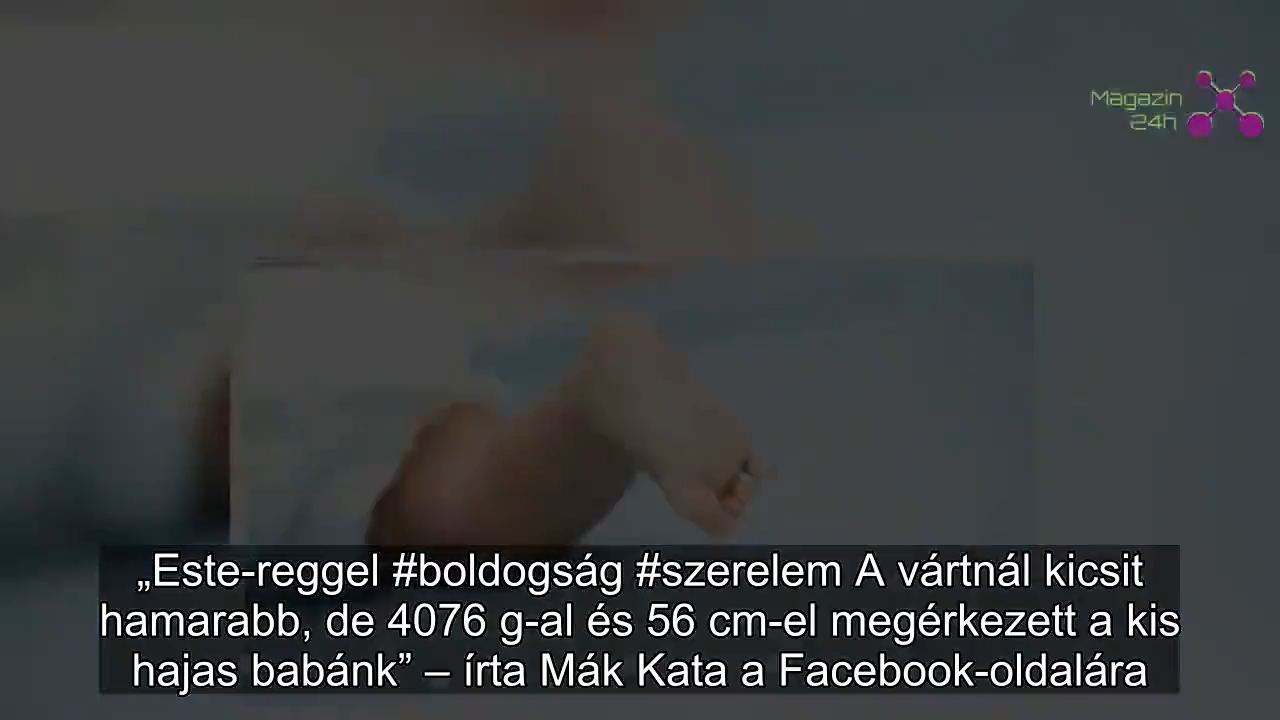 Magazin
24h
„Este-reggel #boldogság #szerelem A vártnál kicsit
hamarabb, de 4076 g-al és 56 cm-el megérkezett a kis
hajas babánk” – írta Mák Kata a Facebook-oldalára